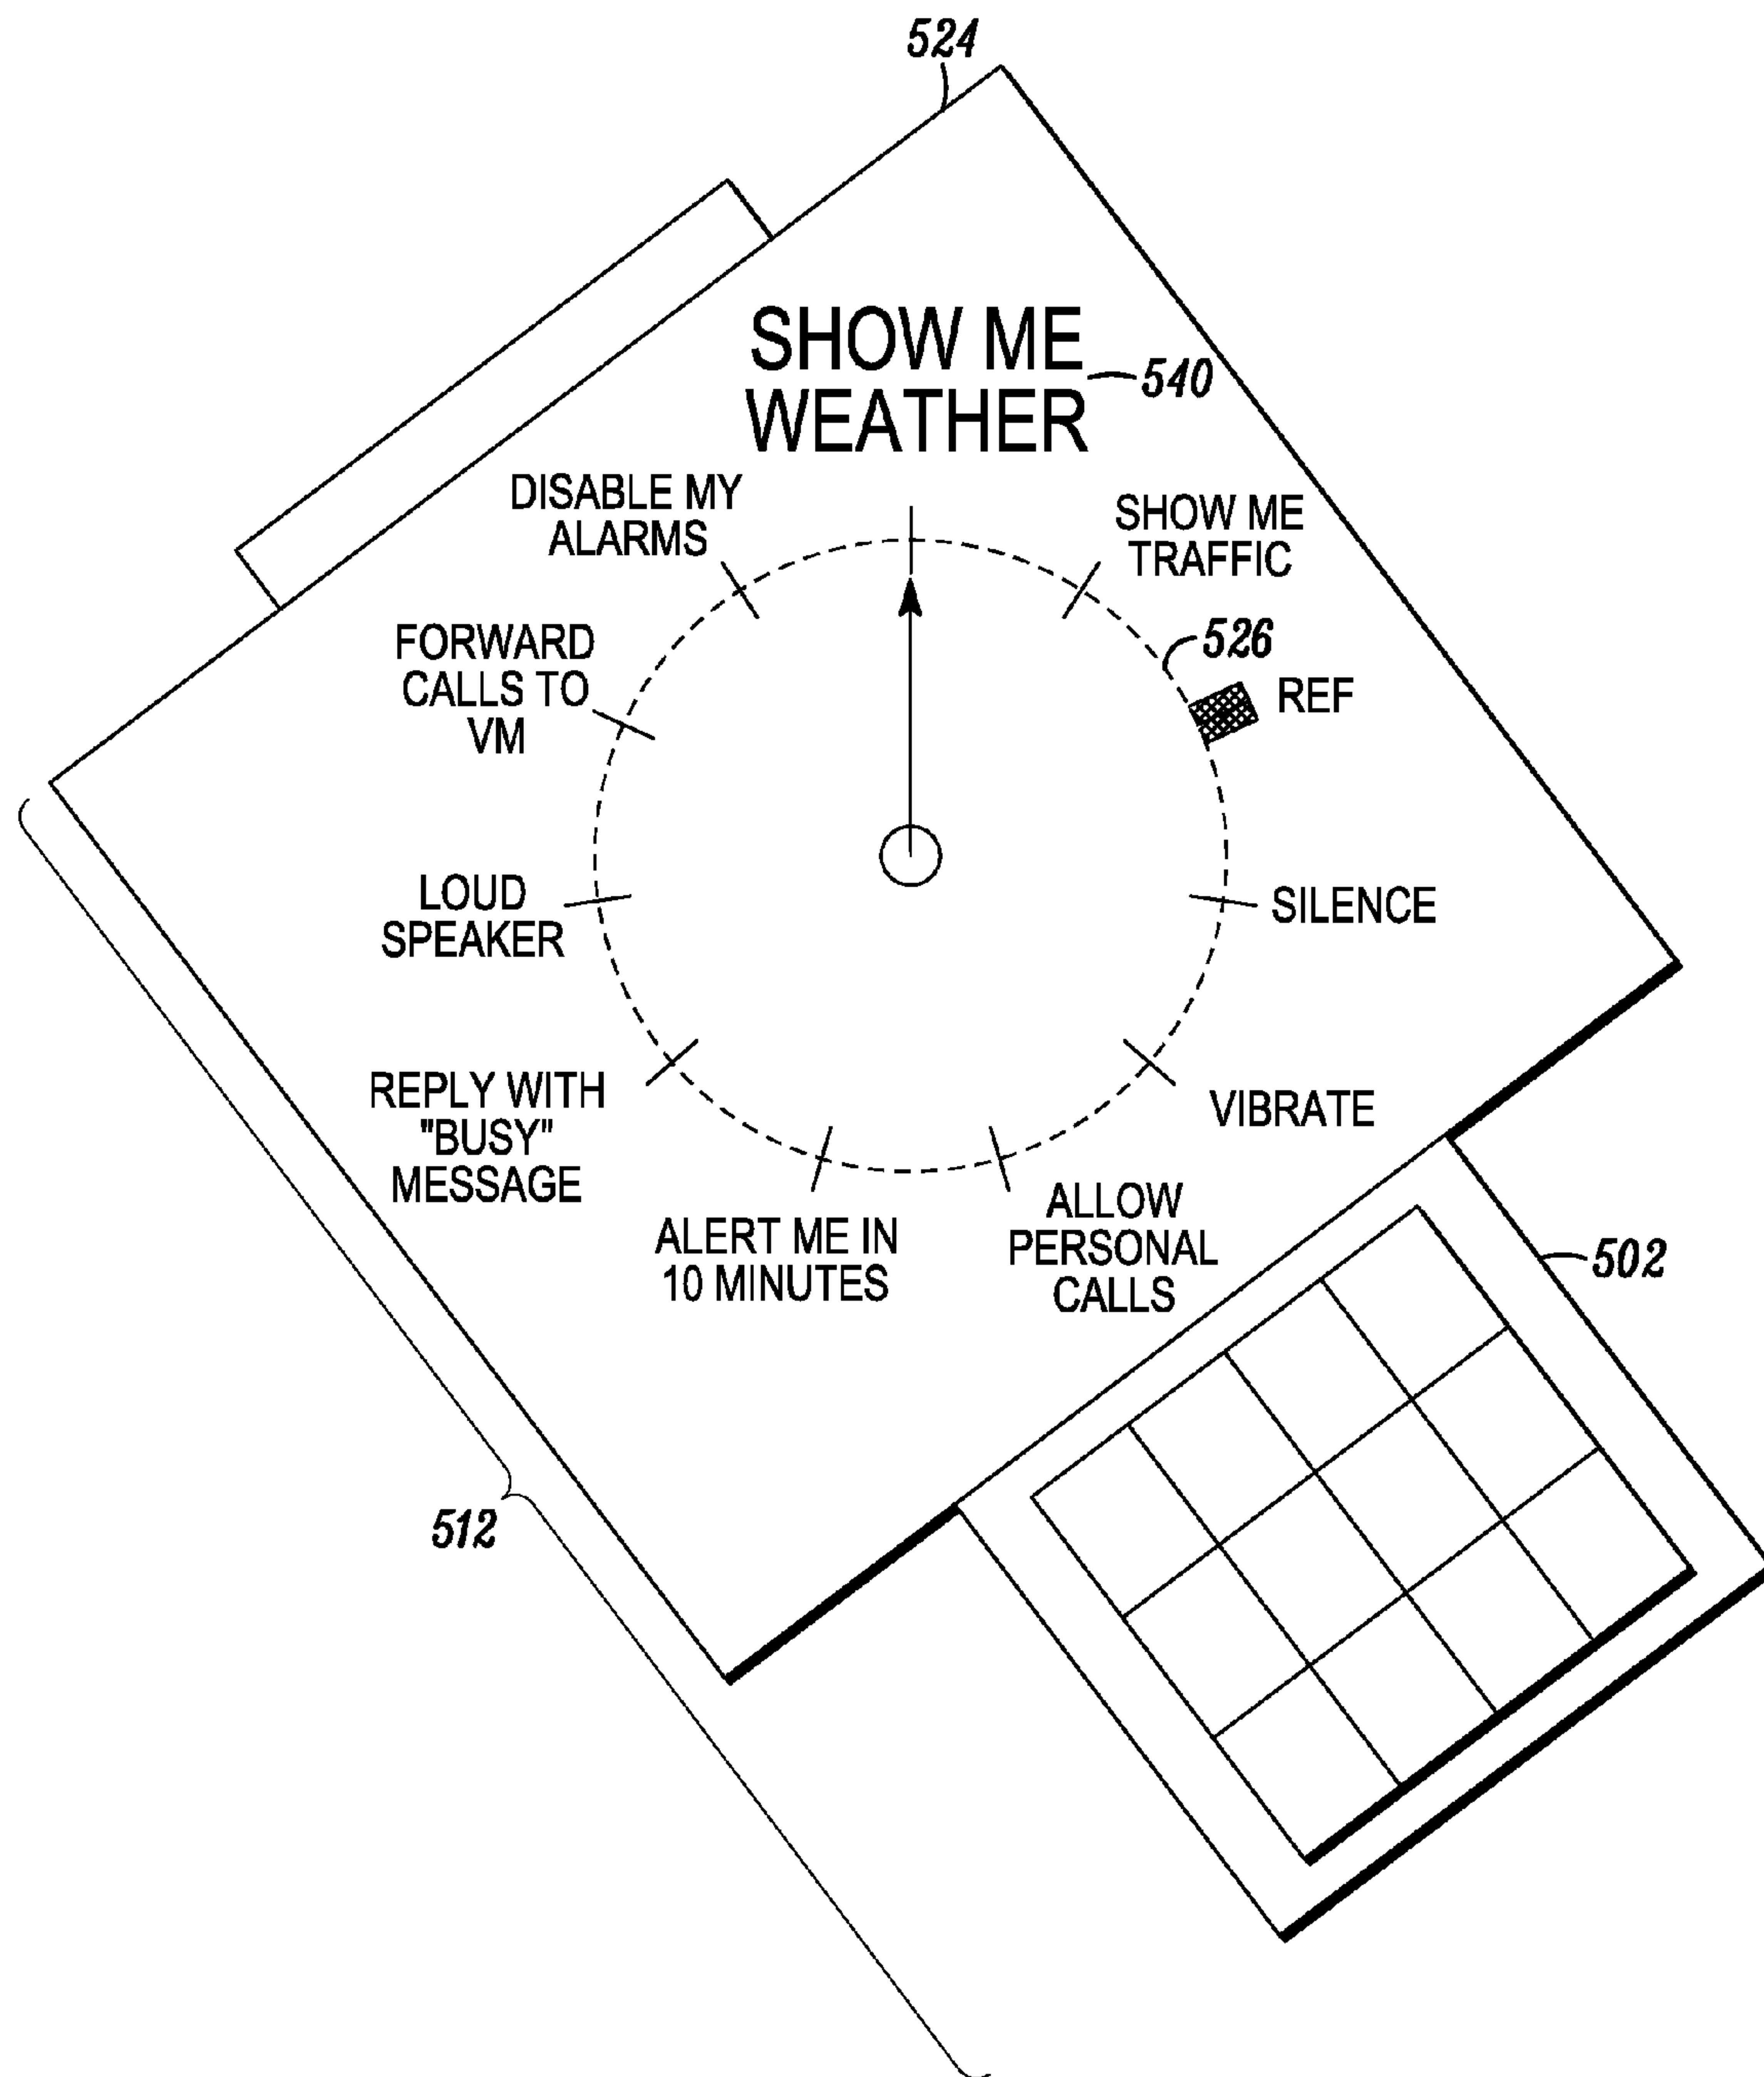 524
SHOW ME
WEATHER
540
DISABLE MY
ALARMS
SHOW ME
TRAFFIC
FORWARD
CALLS TO
VM
526
REF
LOUD
SPEAKER
SILENCE
REPLY WITH
"BUSY"
MESSAGE
VIBRATE
ALERT ME IN
10 MINUTES
ALLOW
PERSONAL
CALLS
502
512